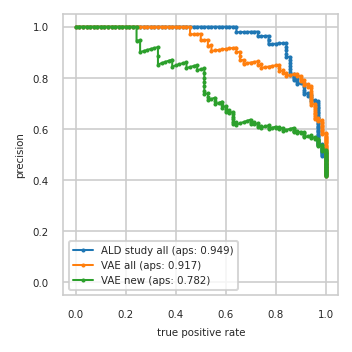 precision
1.0
0.8
0.6
0.4
0.2
0.0
ALD study all (aps: 0.949)
VAE all (aps: 0.917)
VAE new (aps: 0.782)
0.0 0.2 0.4 0.6 0.8 1.0
true positive rate